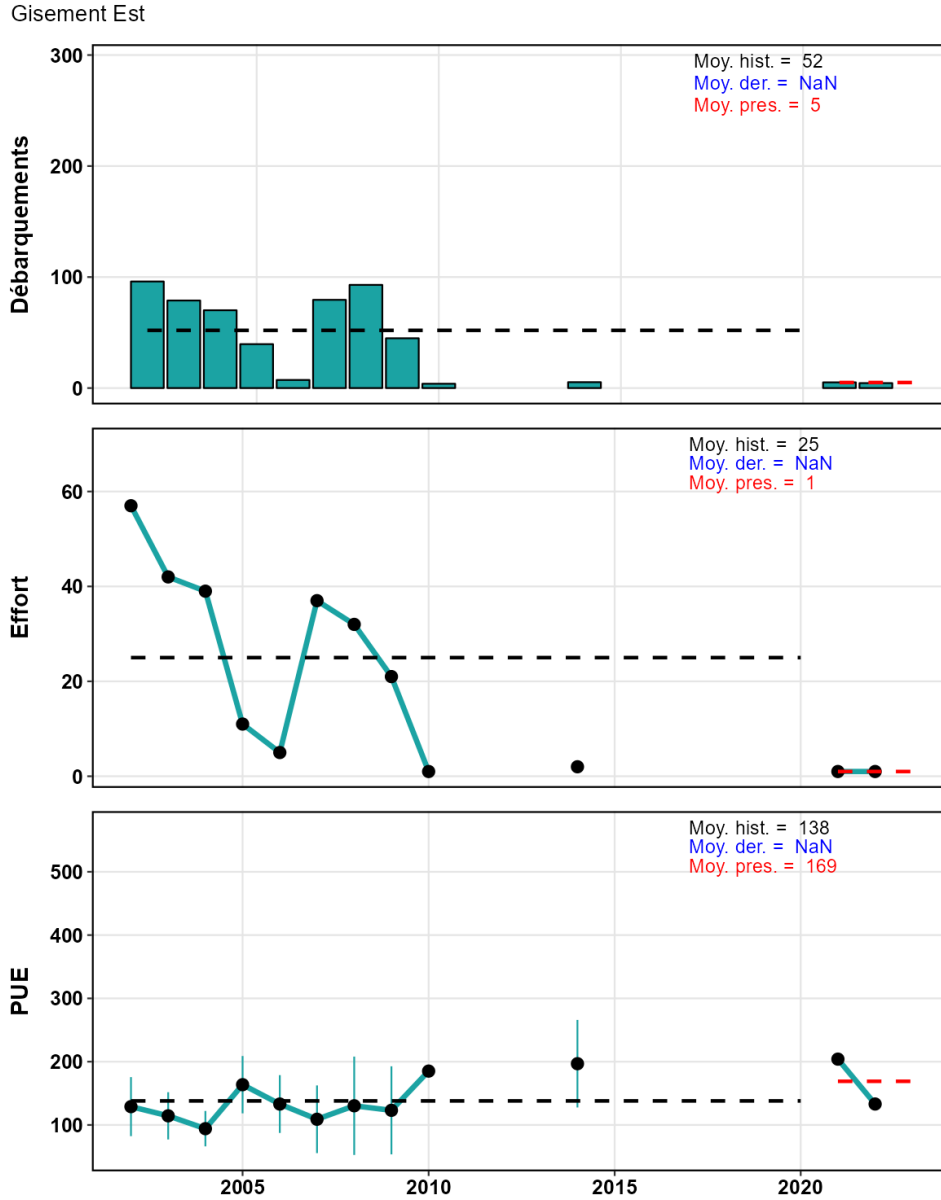 Gisement Est
Débarquements
300
200
100
0
Moy. hist. = 52
Moy. der. = NaN
Moy. pres. = 5
Effort
60
40
20
0
Moy. hist. = 25
Moy. der. = NaN
Moy. pres. = 1
PUE
500
400
300
200
100
Moy. hist. = 138
Moy. der. = NaN
Moy. pres. = 169
2005 2010 2015 2020